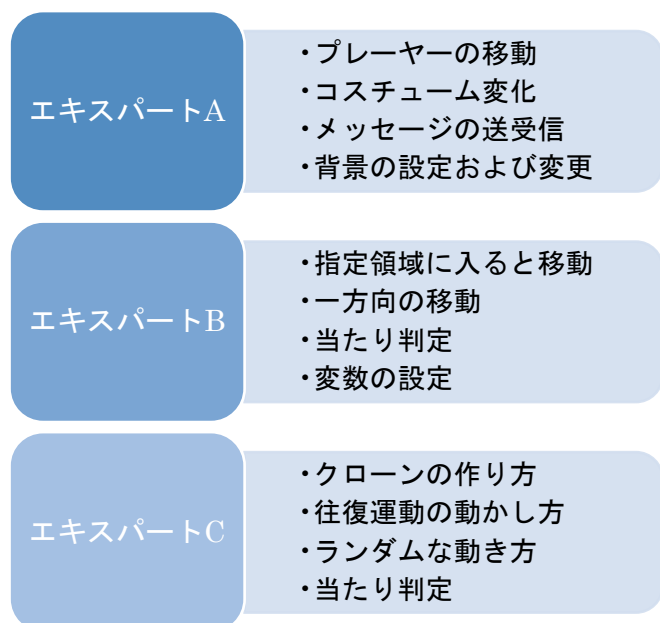 エキスパートA
・プレーヤーの移動
・コスチューム変化
・メッセージの送受信
・背景の設定および変更
エキスパートB
・指定領域に入ると移動
・一方向の移動
・当たり判定
・変数の設定
エキスパートC
・クローンの作り方
・往復運動の動かし方
・ランダムな動き方
・当たり判定